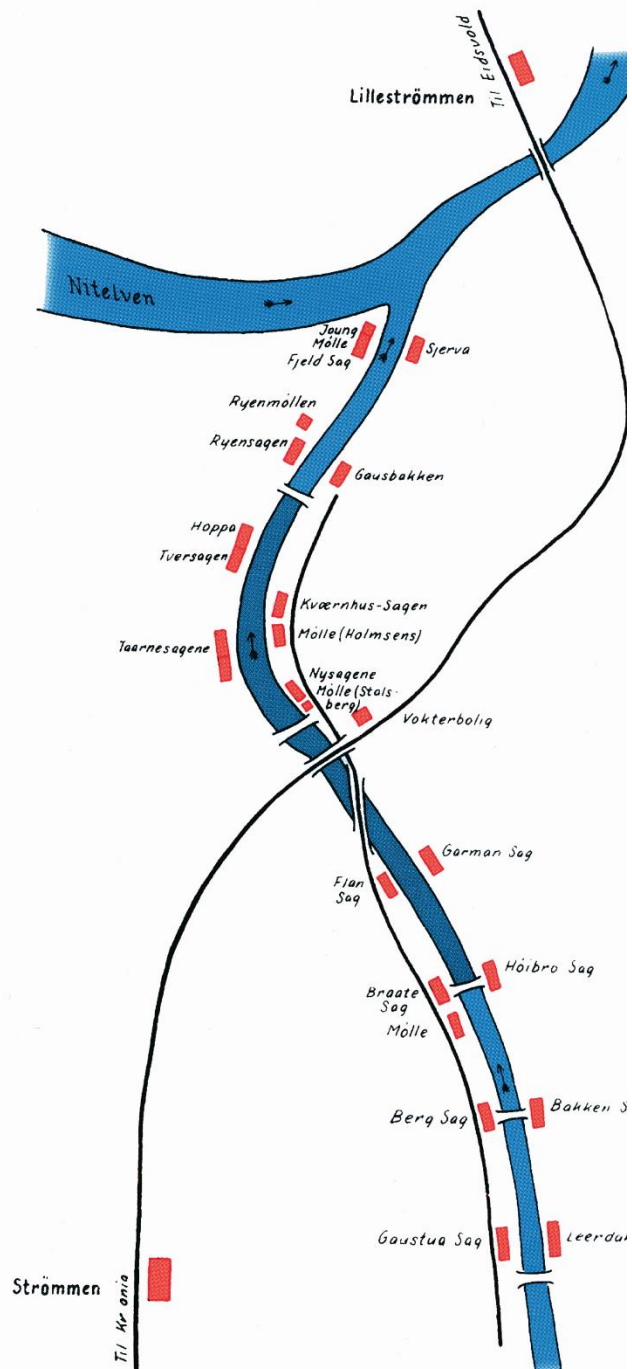 Til Eidsvold
Lilleströmmen
Nitelven
Joung
Mölle
Fjeld Sag
Sjerva
Ryenmöllen
Ryensagen
Gausbakken
Hoppa
Tversagen
Kværnhus-Sagen
Mölle (Holmsens)
Taarnesagene
Nysagene
Mölle (Stals-
berg)
Vokterbolig
Garman Sag
Flan
Sag
Höibro Sag
Braate
Sag
Mölle
Berg Sag
Bakken S
Gaustua Sag
Leerdu
Strömmen
Til Kr ania